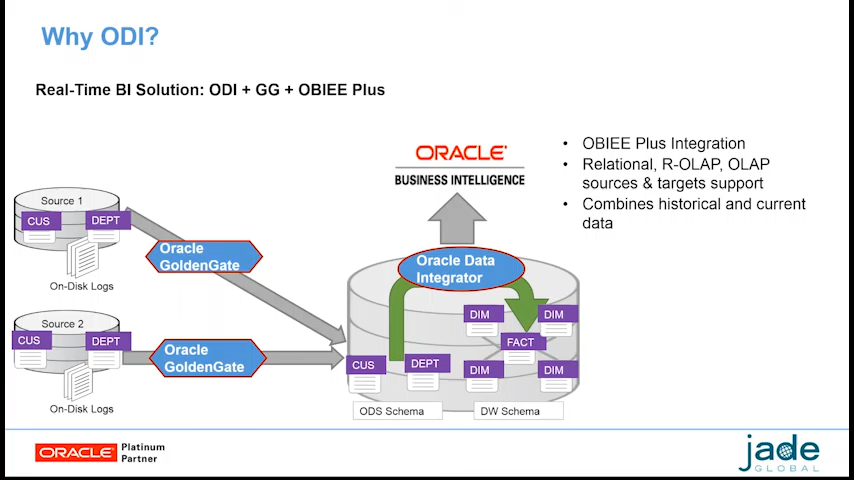 Why ODI?
Real-Time BI Solution: ODI + GG + OBIEE Plus
ORACLE
BUSINESS INTELLIGENCE
• OBIEE Plus Integration
• Relational, R-OLAP, OLAP
sources & targets support
• Combines historical and current
data
Source 1
CUS
DEPT
On-Disk Logs
Oracle
GoldenGate
Source 2
CUS
DEPT
On-Disk Logs
Oracle
GoldenGate
Oracle Data
Integrator
CUS
DEPT
DIM
DIM
FACT
DIM
DIM
ODS Schema
DW Schema
ORACLE
Platinum
Partner
jade
GLOBAL